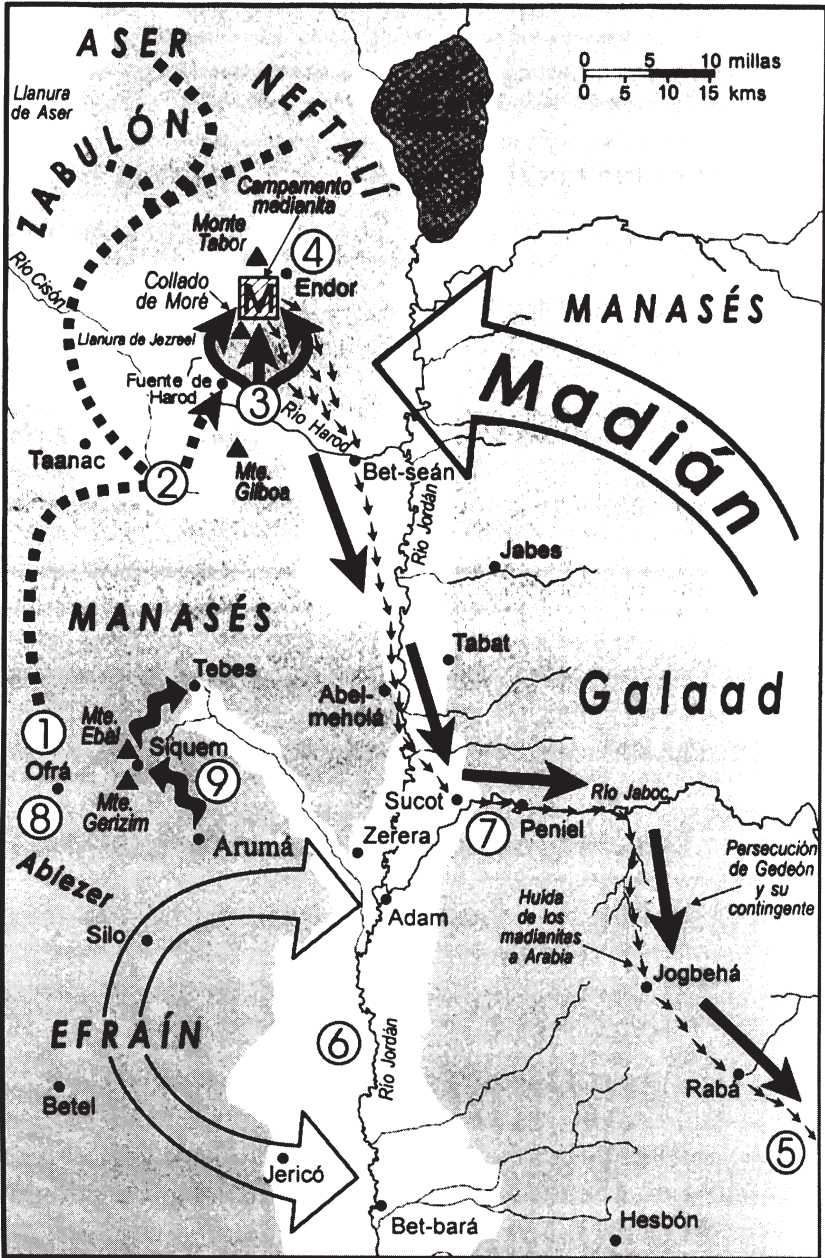 ASER
NEFTALÍ
ZABULÓN
Llanura
de Aser
0 5 10 millas
0 5 10 15 kms
Campamento
madianita
Monte
Tabor
④
Endor
M
Río Cisón
Collado
de Moré
MANASÉS
Madián
Llanura de Jezreel
Fuente de
Harod
③
Río Harod
Taanac
②
Mte.
Gilboa
Bet-seán
Río Jordán
Jabes
MANASÉS
Tabat
Tebes
Abel-
meholá
Galaad
①
Mte.
Ebal
Siquem
Ofrá
⑧
Mte.
Gerizim
⑨
Sucot
Río Jaboc
⑦
Peniel
Arumá
Zerera
Abiezer
Adam
Persecución
de Gedeón
y su
contingente
Huida
de los
madianitas
a Arabia
Silo
Jogbehá
EFRAÍN
⑥
Río Jordán
Rabá
Betel
⑤
Jericó
Bet-bará
Hesbón